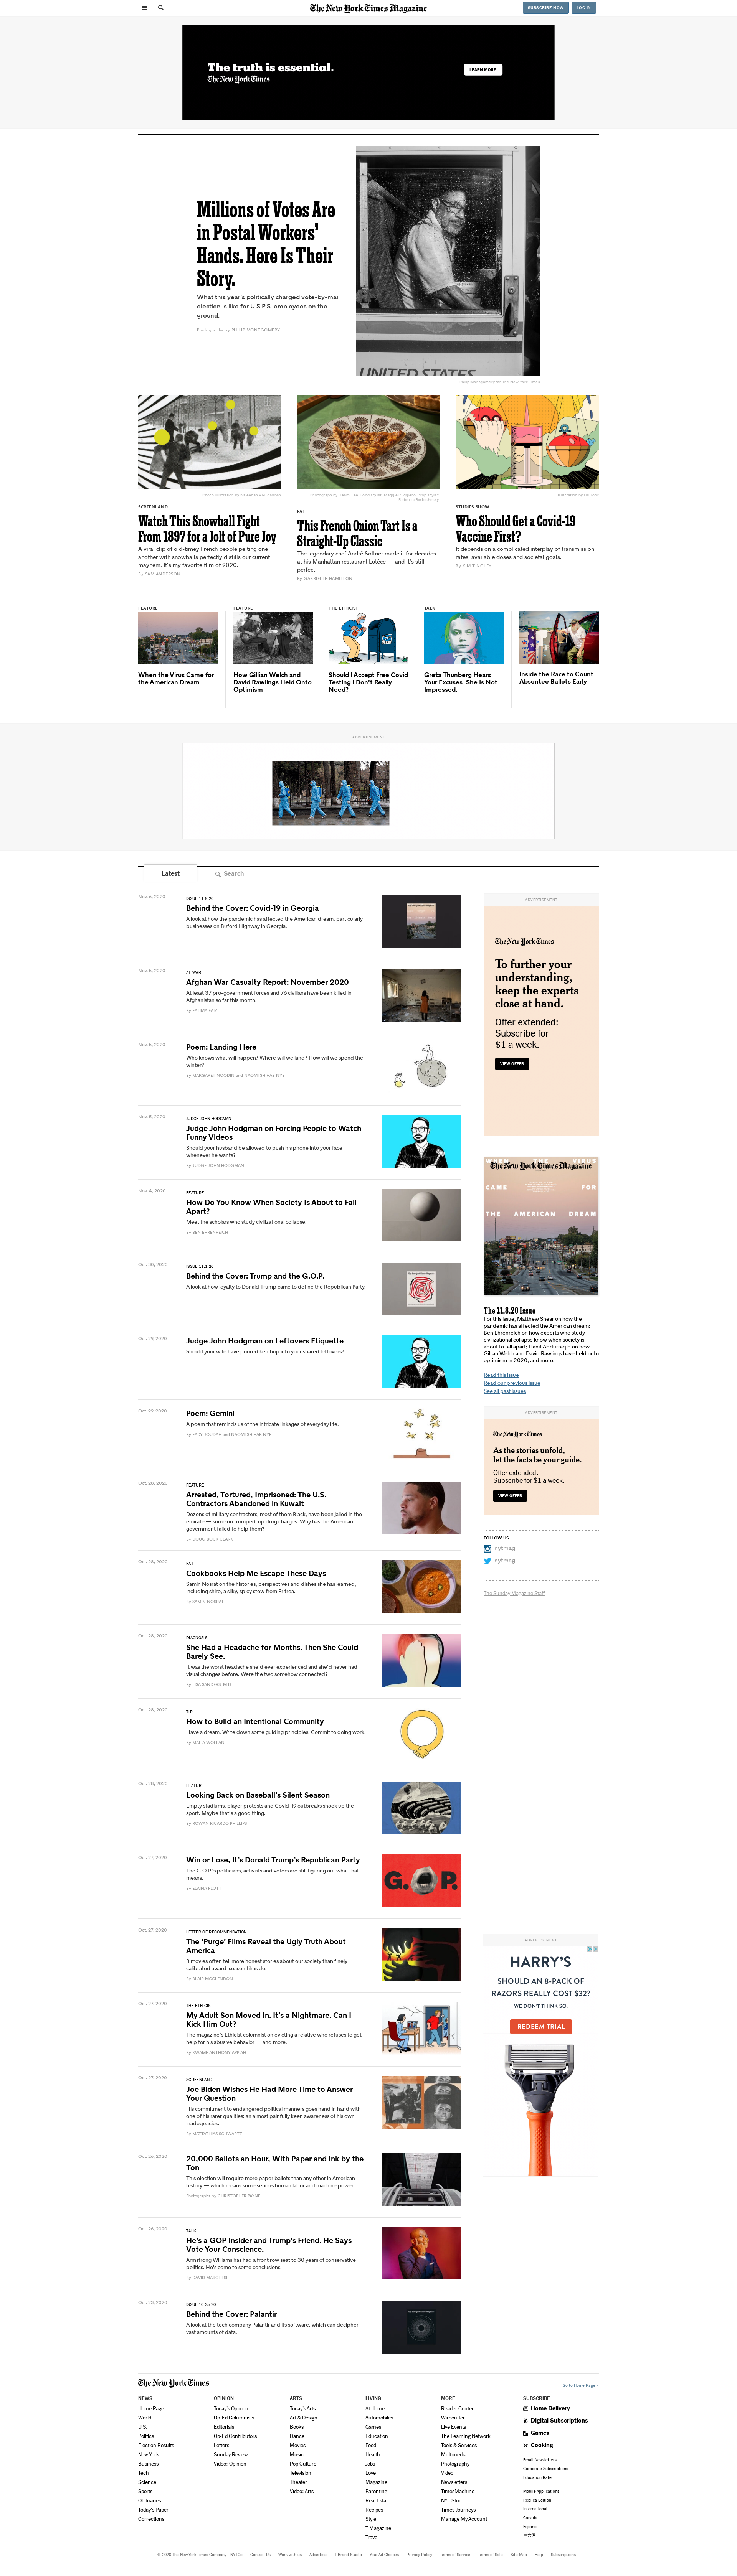 The New York Times Magazine
SUBSCRIBE NOW
LOG IN
The truth is essential.
The New York Times
LEARN MORE
Millions of Votes Are
in Postal Workers’
Hands. Here Is Their
Story.
What this year’s politically charged vote-by-mail
election is like for U.S.P.S. employees on the
ground.
Photographs by PHILIP MONTGOMERY
UNITED STATES
Philip Montgomery for The New York Times
SCREENLAND
Watch This Snowball Fight
From 1897 for a Jolt of Pure Joy
A viral clip of old-timey French people pelting one
another with snowballs perfectly distills our current
mayhem. It’s my favorite film of 2020.
By SAM ANDERSON
EAT
This French Onion Tart Is a
Straight-Up Classic
The legendary chef André Soltner made it for decades
at his Manhattan restaurant Lutèce — and it’s still
perfect.
By GABRIELLE HAMILTON
STUDIES SHOW
Who Should Get a Covid-19
Vaccine First?
It depends on a complicated interplay of transmission
rates, available doses and societal goals.
By KIM TINGLEY
FEATURE
When the Virus Came for
the American Dream
FEATURE
How Gillian Welch and
David Rawlings Held Onto
Optimism
THE ETHICIST
Should I Accept Free Covid
Testing I Don’t Really
Need?
TALK
Greta Thunberg Hears
Your Excuses. She Is Not
Impressed.
Inside the Race to Count
Absentee Ballots Early
ADVERTISEMENT
Latest
Search
Nov. 6, 2020
ISSUE 11.8.20
Behind the Cover: Covid-19 in Georgia
A look at how the pandemic has affected the American dream, particularly
businesses on Buford Highway in Georgia.
Nov. 5, 2020
AT WAR
Afghan War Casualty Report: November 2020
At least 37 pro-government forces and 76 civilians have been killed in
Afghanistan so far this month.
By FATIMA FAIZI
Nov. 5, 2020
Poem: Landing Here
Who knows what will happen? Where will we land? How will we spend the
winter?
By MARGARET NOODIN and NAOMI SHIHAB NYE
Nov. 5, 2020
JUDGE JOHN HODGMAN
Judge John Hodgman on Forcing People to Watch
Funny Videos
Should your husband be allowed to push his phone into your face
whenever he wants?
By JUDGE JOHN HODGMAN
Nov. 4, 2020
FEATURE
How Do You Know When Society Is About to Fall
Apart?
Meet the scholars who study civilizational collapse.
By BEN EHRENREICH
Oct. 30, 2020
ISSUE 11.1.20
Behind the Cover: Trump and the G.O.P.
A look at how loyalty to Donald Trump came to define the Republican Party.
Oct. 29, 2020
Judge John Hodgman on Leftovers Etiquette
Should your wife have poured ketchup into your shared leftovers?
Oct. 29, 2020
Poem: Gemini
A poem that reminds us of the intricate linkages of everyday life.
By FADY JOUDAH and NAOMI SHIHAB NYE
Oct. 28, 2020
FEATURE
Arrested, Tortured, Imprisoned: The U.S.
Contractors Abandoned in Kuwait
Dozens of military contractors, most of them Black, have been jailed in the
emirate — some on trumped-up drug charges. Why has the American
government failed to help them?
By DOUG BOCK CLARK
Oct. 28, 2020
EAT
Cookbooks Help Me Escape These Days
Samin Nosrat on the histories, perspectives and dishes she has learned,
including shiro, a silky, spicy stew from Eritrea.
By SAMIN NOSRAT
Oct. 28, 2020
DIAGNOSIS
She Had a Headache for Months. Then She Could
Barely See.
It was the worst headache she’d ever experienced and she’d never had
visual changes before. Were the two somehow connected?
By LISA SANDERS, M.D.
Oct. 28, 2020
TIP
How to Build an Intentional Community
Have a dream. Write down some guiding principles. Commit to doing work.
By MALIA WOLLAN
Oct. 28, 2020
FEATURE
Looking Back on Baseball’s Silent Season
Empty stadiums, player protests and Covid-19 outbreaks shook up the
sport. Maybe that’s a good thing.
By ROWAN RICARDO PHILLIPS
Oct. 27, 2020
Win or Lose, It’s Donald Trump’s Republican Party
The G.O.P.’s politicians, activists and voters are still figuring out what that
means.
By ELAINA PLOTT
G.O.P.
Oct. 27, 2020
LETTER OF RECOMMENDATION
The ‘Purge’ Films Reveal the Ugly Truth About
America
B movies often tell more honest stories about our society than finely
calibrated award-season films do.
By BLAIR MCCLENDON
Oct. 27, 2020
THE ETHICIST
My Adult Son Moved In. It’s a Nightmare. Can I
Kick Him Out?
The magazine’s Ethicist columnist on evicting a relative who refuses to get
help for his abusive behavior — and more.
By KWAME ANTHONY APPIAH
Oct. 27, 2020
SCREENLAND
Joe Biden Wishes He Had More Time to Answer
Your Question
His commitment to endangered political manners goes hand in hand with
one of his rarer qualities: an almost painfully keen awareness of his own
inadequacies.
By MATTATHIAS SCHWARTZ
Oct. 26, 2020
20,000 Ballots an Hour, With Paper and Ink by the
Ton
This election will require more paper ballots than any other in American
history — which means some serious human labor and machine power.
Photographs by CHRISTOPHER PAYNE
Oct. 26, 2020
TALK
He’s a GOP Insider and Trump’s Friend. He Says
Vote Your Conscience.
Armstrong Williams has had a front row seat to 30 years of conservative
politics. He’s come to some conclusions.
By DAVID MARCHESE
Oct. 23, 2020
ISSUE 10.25.20
Behind the Cover: Palantir
A look at the tech company Palantir and its software, which can decipher
vast amounts of data.
ADVERTISEMENT
The New York Times
To further your
understanding,
keep the experts
close at hand.
Offer extended:
Subscribe for
$1 a week.
VIEW OFFER
WHEN THE VIRUS
The New York Times Magazine
CAME FOR
THE AMERICAN DREAM
The 11.8.20 Issue
For this issue, Matthew Shaer on how the
pandemic has affected the American dream;
Ben Ehrenreich on how experts who study
civilizational collapse know when society is
about to fall apart; Hanif Abdurraqib on how
Gillian Welch and David Rawlings have held onto
optimisim in 2020; and more.
Read this issue
Read our previous issue
See all past issues
ADVERTISEMENT
The New York Times
As the stories unfold,
let the facts be your guide.
Offer extended:
Subscribe for $1 a week.
VIEW OFFER
FOLLOW US
nytmag
nytmag
The Sunday Magazine Staff
ADVERTISEMENT
HARRY’S
SHOULD AN 8-PACK OF
RAZORS REALLY COST $32?
WE DON’T THINK SO.
REDEEM TRIAL
The New York Times
Go to Home Page »
NEWS
Home Page
World
U.S.
Politics
Election Results
New York
Business
Tech
Science
Sports
Obituaries
Today's Paper
Corrections
OPINION
Today's Opinion
Op-Ed Columnists
Editorials
Op-Ed Contributors
Letters
Sunday Review
Video: Opinion
ARTS
Today's Arts
Art & Design
Books
Dance
Movies
Music
Pop Culture
Television
Theater
Video: Arts
LIVING
At Home
Automobiles
Games
Education
Food
Health
Jobs
Love
Magazine
Parenting
Real Estate
Recipes
Style
T Magazine
Travel
MORE
Reader Center
Wirecutter
Live Events
The Learning Network
Tools & Services
Multimedia
Photography
Video
Newsletters
TimesMachine
NYT Store
Times Journeys
Manage My Account
SUBSCRIBE
Home Delivery
Digital Subscriptions
Games
Cooking
Email Newsletters
Corporate Subscriptions
Education Rate
Mobile Applications
Replica Edition
International
Canada
Español
中文网
© 2020 The New York Times Company
NYTCo
Contact Us
Work with us
Advertise
T Brand Studio
Your Ad Choices
Privacy Policy
Terms of Service
Terms of Sale
Site Map
Help
Subscriptions